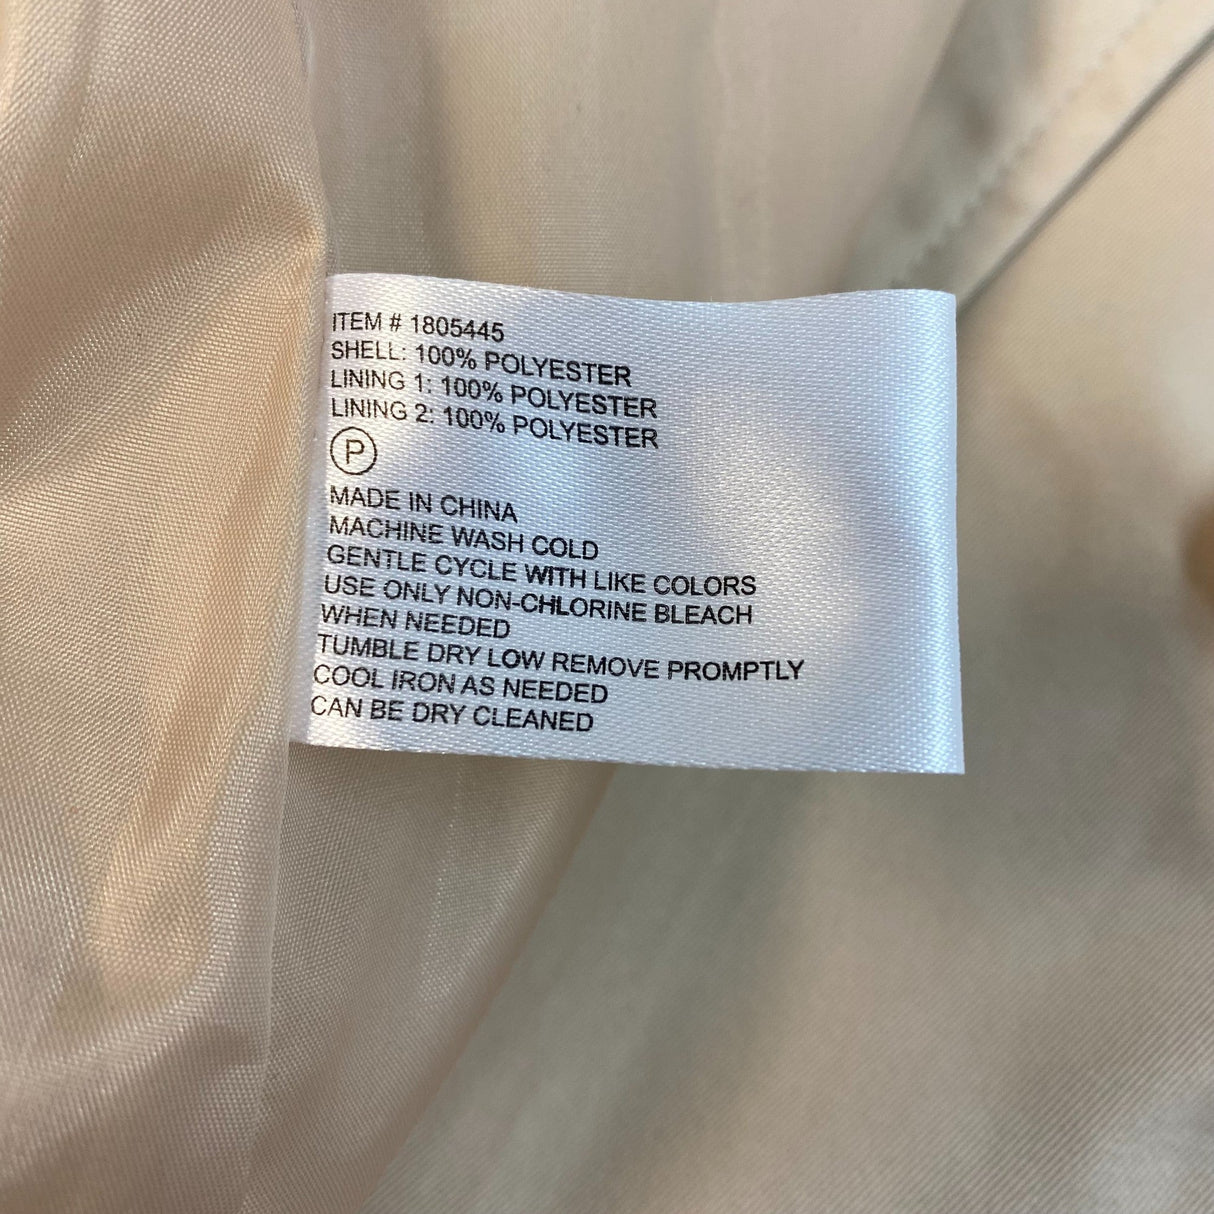 ITEM # 1805445
SHELL: 100% POLYESTER
LINING 1: 100% POLYESTER
LINING 2: 100% POLYESTER
P
MADE IN CHINA
MACHINE WASH COLD
GENTLE CYCLE WITH LIKE COLORS
USE ONLY NON-CHLORINE BLEACH
WHEN NEEDED
TUMBLE DRY LOW REMOVE PROMPTLY
COOL IRON AS NEEDED
CAN BE DRY CLEANED